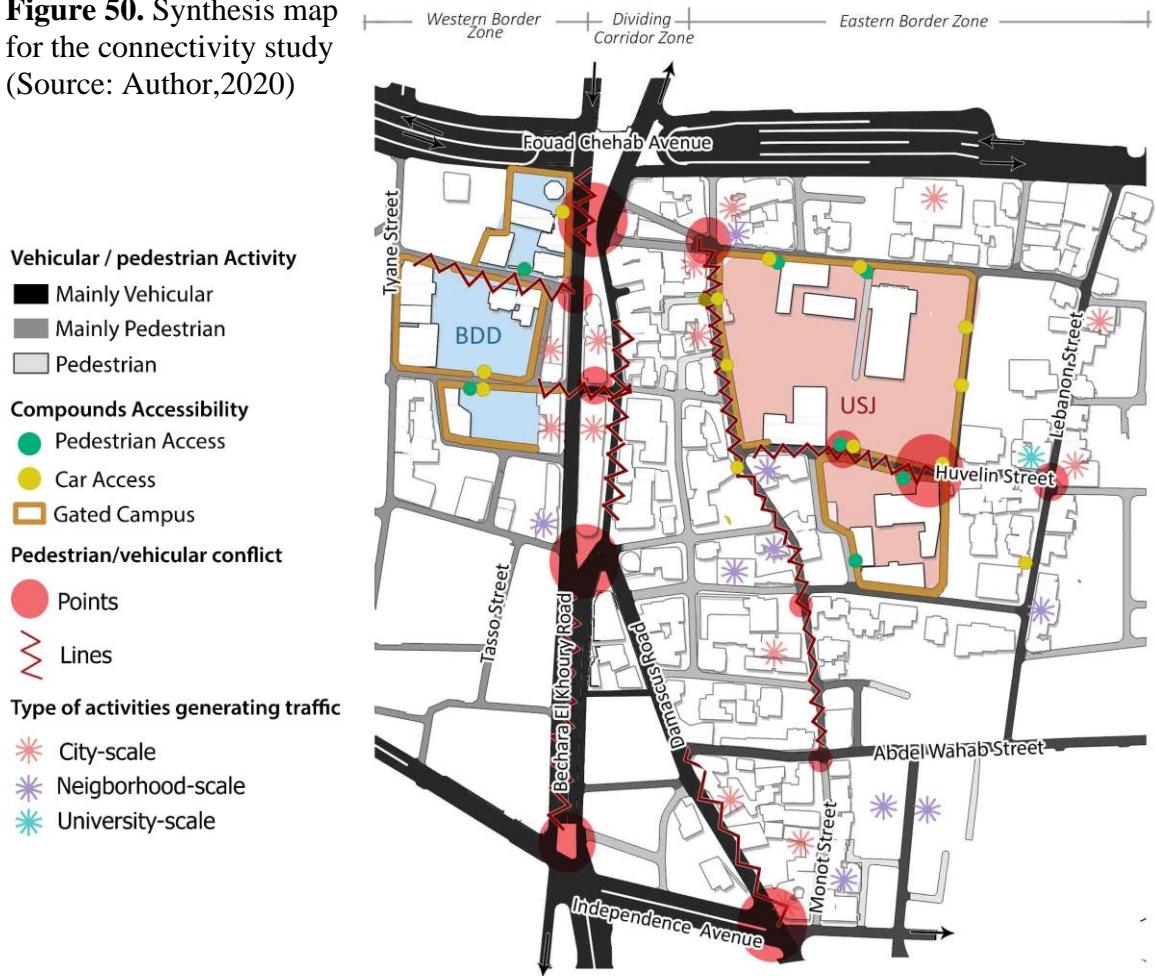 Figure 50. Synthesis map
for the connectivity study
(Source: Author,2020)
Western Border
Zone
Dividing
Corridor Zone
Eastern Border Zone
Vehicular / pedestrian Activity
Mainly Vehicular
Mainly Pedestrian
Pedestrian
Compounds Accessibility
Pedestrian Access
Car Access
Gated Campus
Pedestrian/vehicular conflict
Points
Lines
Type of activities generating traffic
City-scale
Neigborhood-scale
University-scale
Fouad Chehab Avenue
Tyane Street
BDD
USJ
Lebanon Street
Huvelin Street
Tasso Street
Bechara El Khoury Road
Damascus Road
Abdel Wahab Street
Monot Street
Independence Avenue